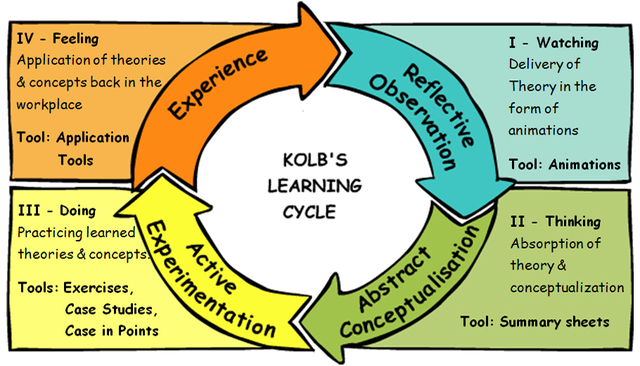 IV - Feeling
Application of theories
& concepts back in the
workplace
Tool: Application
Tools
Experience
Reflective
Observation
I - Watching
Delivery of
Theory in the
form of
animations
Tool: Animations
KOLB'S
LEARNING
CYCLE
III - Doing
Practicing learned
theories & concepts.
Tools: Exercises,
Case Studies,
Case in Points
Active
Experimentation
Abstract
Conceptualisation
II - Thinking
Absorption of
theory &
conceptualization
Tool: Summary sheets